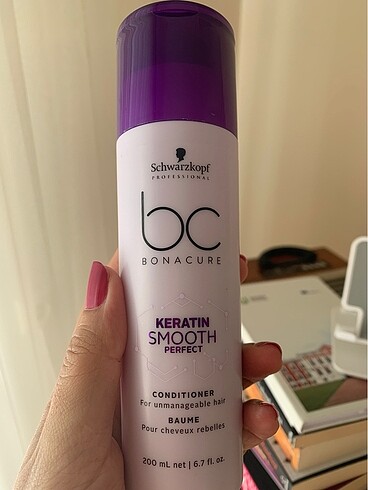 Schwarzkopf
PROFESSIONAL
bc
BONACURE
KERATIN
SMOOTH
PERFECT
CONDITIONER
For unmanageable hair
BAUME
Pour cheveux rebelles
200 mL net | 6.7 fl. oz.